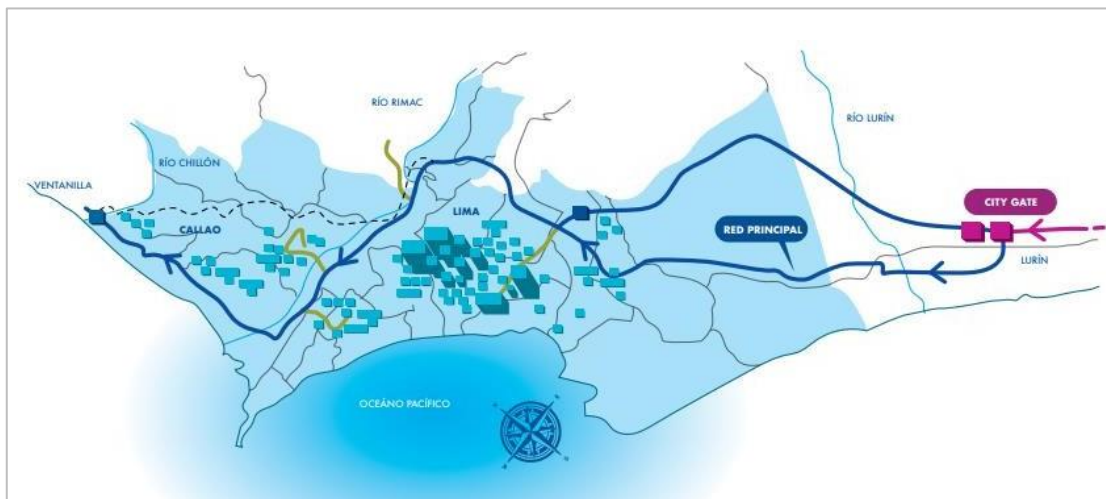 RÍO RIMAC
RÍO LURÍN
RÍO CHILLÓN
VENTANILLA
CITY GATE
LIMA
CALLAO
RED PRINCIPAL
LURÍN
OCEÁNO PACÍFICO